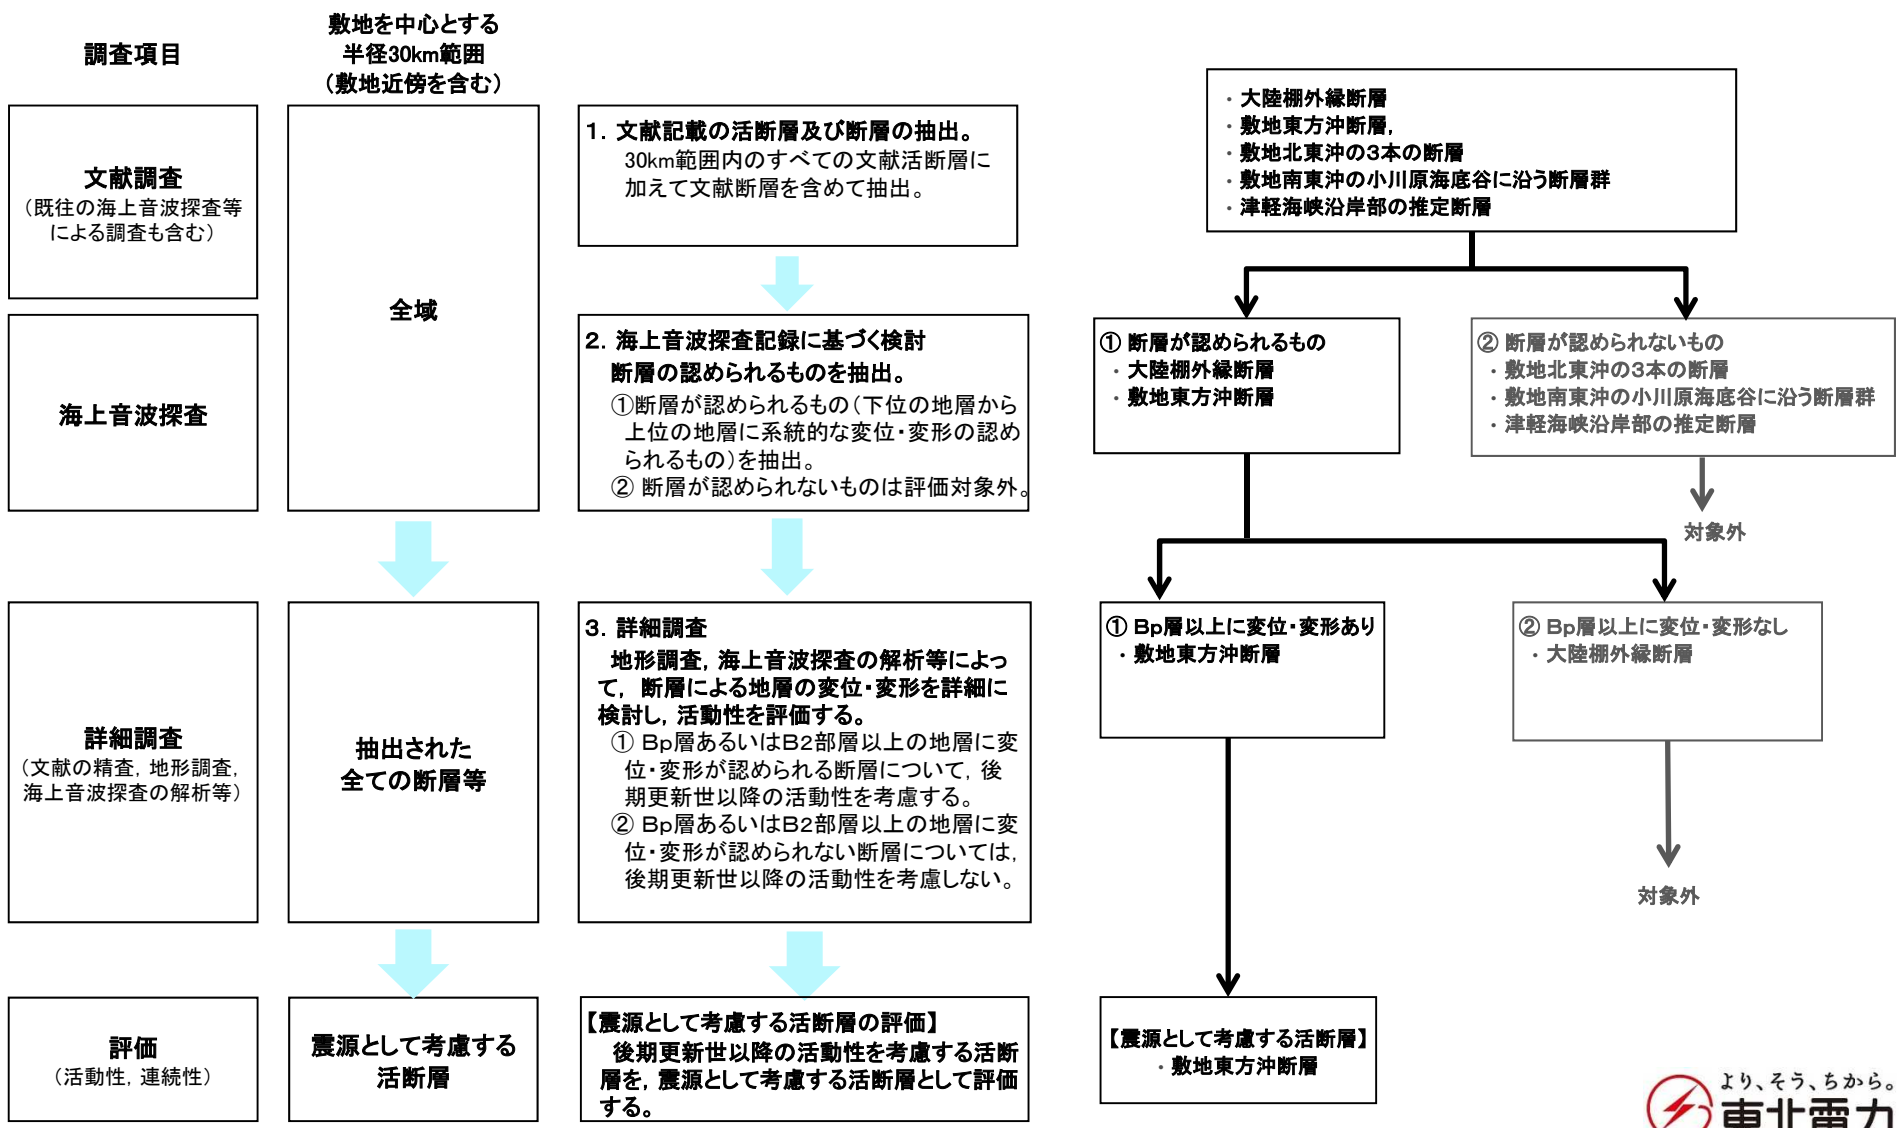 調査項目
敷地を中心とする
半径30km範囲
（敷地近傍を含む）
文献調査
（既往の海上音波探査等
による調査も含む）
海上音波探査
詳細調査
（文献の精査，地形調査，
海上音波探査の解析等）
評価
（活動性，連続性）
全域
抽出された
全ての断層等
震源として考慮する
活断層
１．文献記載の活断層及び断層の抽出。
30km範囲内のすべての文献活断層に
加えて文献断層を含めて抽出。
２．海上音波探査記録に基づく検討
断層の認められるものを抽出。
①断層が認められるもの（下位の地層から
上位の地層に系統的な変位・変形の認め
られるもの）を抽出。
② 断層が認められないものは評価対象外。
３．詳細調査
地形調査，海上音波探査の解析等によっ
て，断層による地層の変位・変形を詳細に
検討し，活動性を評価する。
① Ｂp層あるいはＢ２部層以上の地層に変
位・変形が認められる断層について，後
期更新世以降の活動性を考慮する。
② Ｂp層あるいはＢ２部層以上の地層に変
位・変形が認められない断層については，
後期更新世以降の活動性を考慮しない。
【震源として考慮する活断層の評価】
後期更新世以降の活動性を考慮する活断
層を，震源として考慮する活断層として評価
する。
・大陸棚外縁断層
・敷地東方沖断層，
・敷地北東沖の３本の断層
・敷地南東沖の小川原海底谷に沿う断層群
・津軽海峡沿岸部の推定断層
① 断層が認められるもの
・大陸棚外縁断層
・敷地東方沖断層
② 断層が認められないもの
・敷地北東沖の３本の断層
・敷地南東沖の小川原海底谷に沿う断層群
・津軽海峡沿岸部の推定断層
対象外
① Ｂp層以上に変位・変形あり
・敷地東方沖断層
② Ｂp層以上に変位・変形なし
・大陸棚外縁断層
対象外
【震源として考慮する活断層】
・敷地東方沖断層
より、そう、ちから。
東北電力